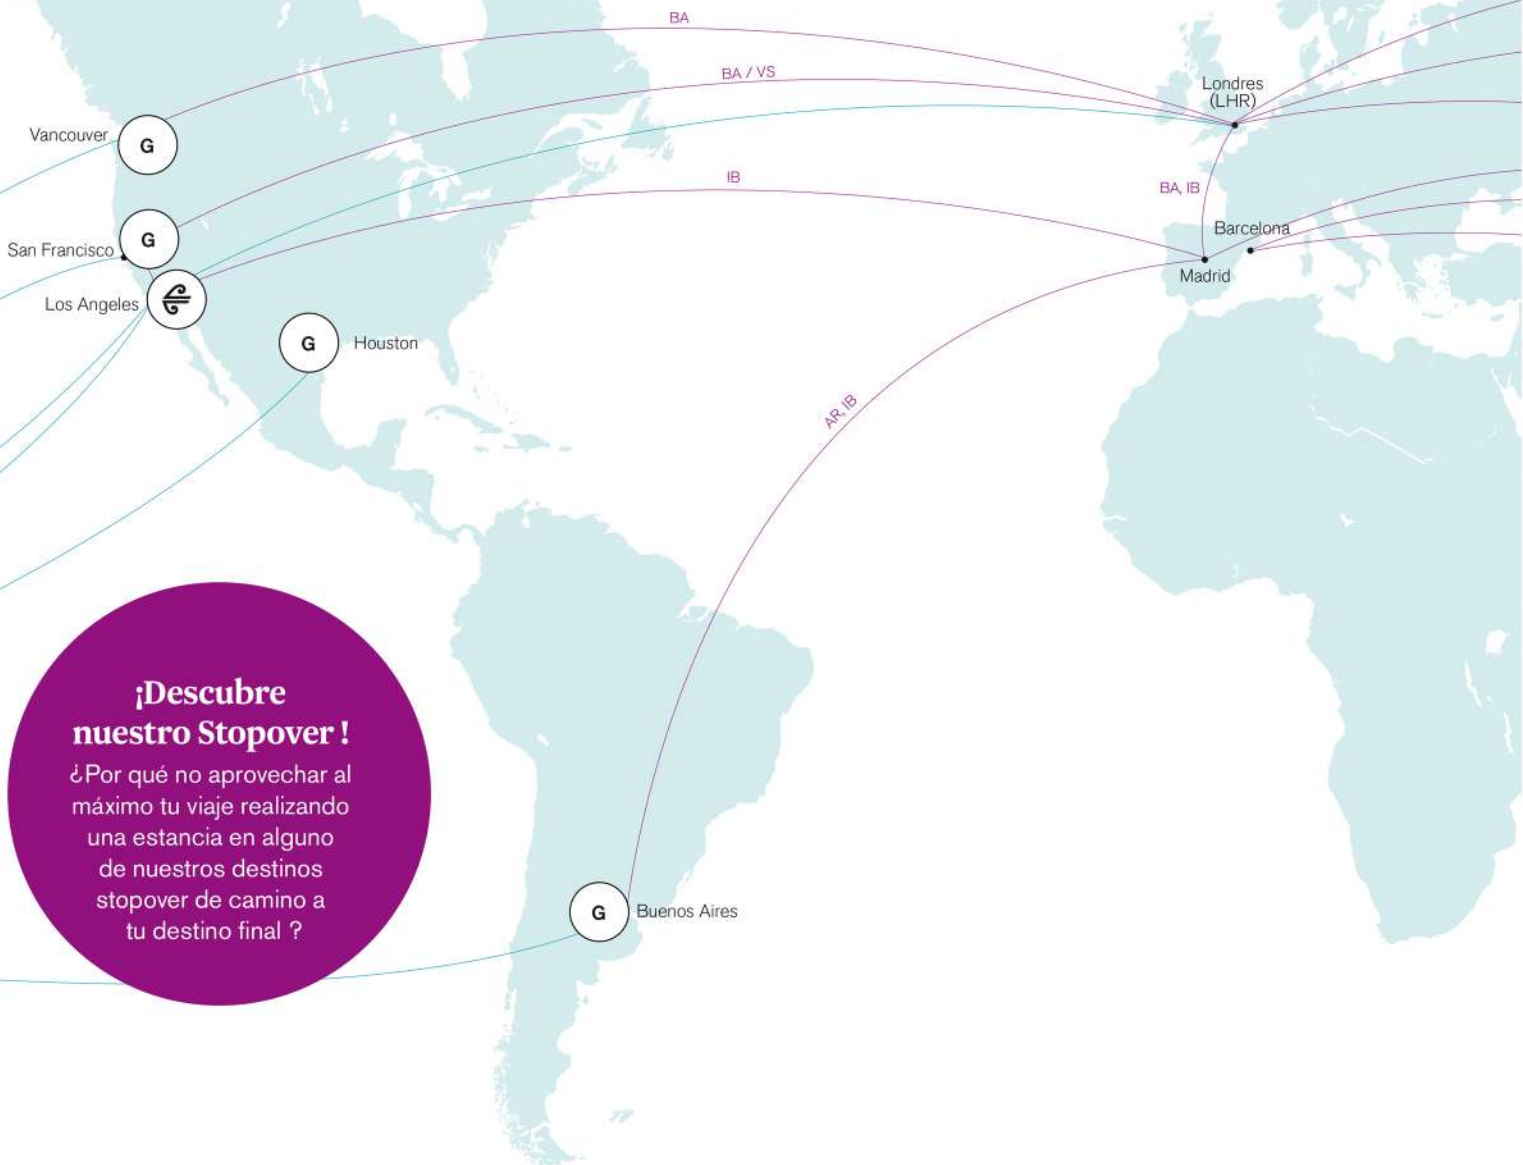 BA
BA / VS
Londres
(LHR)
Vancouver
G
IB
BA, IB
G
San Francisco
Barcelona
Madrid
Los Angeles
G
Houston
AR, IB
¡Descubre
nuestro Stopover !
¿Por qué no aprovechar al
máximo tu viaje realizando
una estancia en alguno
de nuestros destinos
stopover de camino a
tu destino final ?
G
Buenos Aires